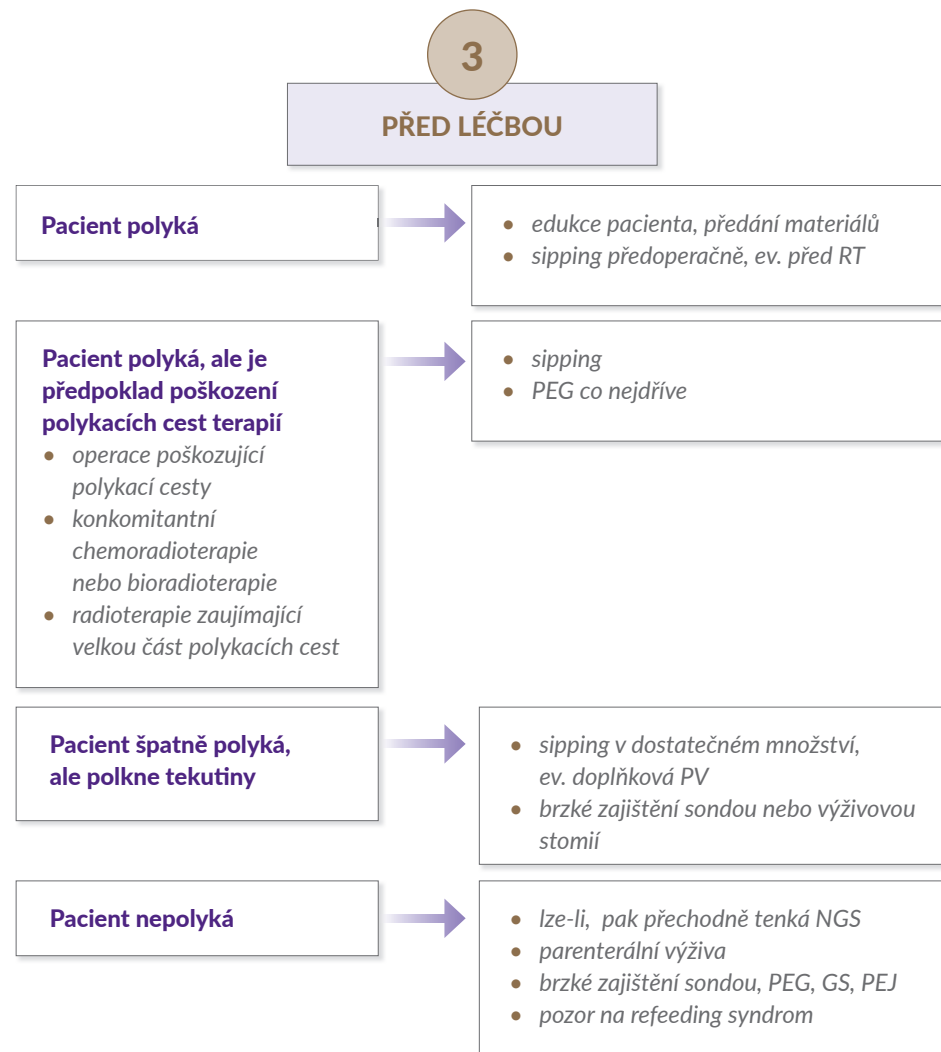 3
PŘED LÉČBOU
Pacient polyká
• edukce pacienta, předání materiálů
• sipping předoperačně, ev. před RT
Pacient polyká, ale je
předpoklad poškození
polykacích cest terapií
• operace poškozující
polykací cesty
• konkomitantní
chemoradioterapie
nebo bioradioterapie
• radioterapie zaujímající
velkou část polykacích cest
• sipping
• PEG co nejdříve
Pacient špatně polyká,
ale polkne tekutiny
• sipping v dostatečném množství,
ev. doplňková PV
• brzké zajištění sondou nebo výživovou
stomií
Pacient nepolyká
• lze-li, pak přechodně tenká NGS
• parenterální výživa
• brzké zajištění sondou, PEG, GS, PEJ
• pozor na refeeding syndrom